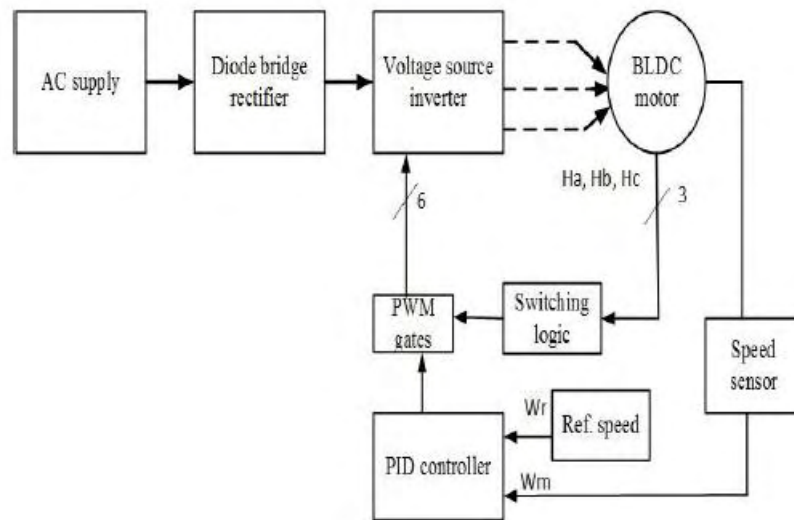 AC supply
Diode bridge
rectifier
Voltage source
inverter
BLDC
motor
Ha, Hb, Hc
6
3
PWM
gates
Switching
logic
Speed
sensor
Wr
Ref. speed
PID controller
Wm